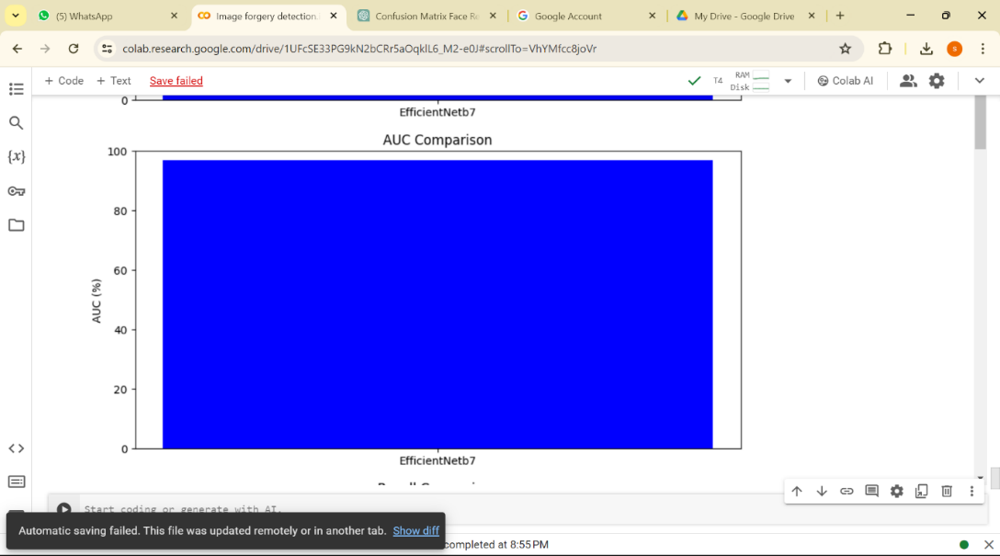 (5) WhatsApp
Image forgery detection.
Confusion Matrix Face Re
Google Account
My Drive - Google Drive
colab.research.google.com/drive/1UFcSE33PG9kN2bCr5aOqkIL6_M2-e0J#scrollTo=VhYMfcc8joVr
s
+ Code + Text Save failed
T4 RAM Disk Colab AI
{x}
0
EfficientNetb7
AUC Comparison
100
80
60
40
20
0
AUC (%)
EfficientNetb7
Start coding or generate with AI.
Automatic saving failed. This file was updated remotely or in another tab. Show diff
completed at 8:55 PM